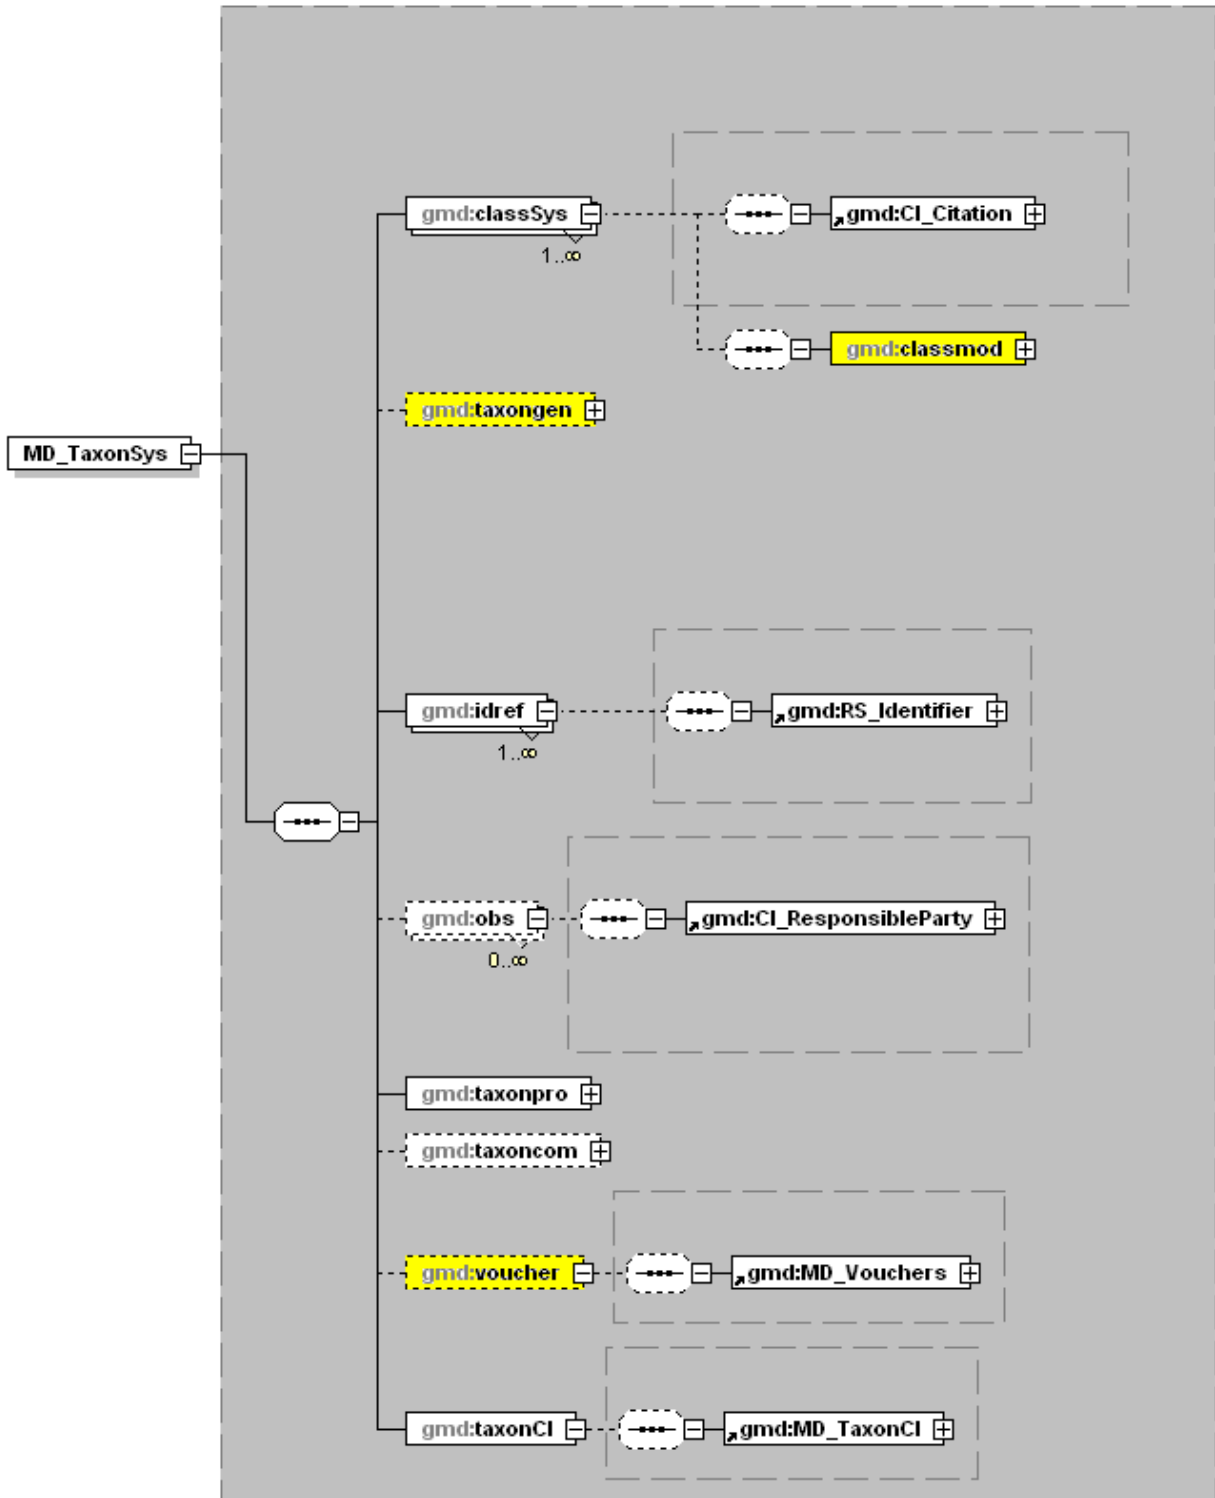 gmd:classSys
1..∞
gmd:CI_Citation
gmd:classmod
gmd:taxongen
MD_TaxonSys
gmd:idref
1..∞
gmd:RS_Identifier
gmd:obs
0..∞
gmd:CI_ResponsibleParty
gmd:taxonpro
gmd:taxoncom
gmd:voucher
gmd:MD_Vouchers
gmd:taxonCl
gmd:MD_TaxonCl